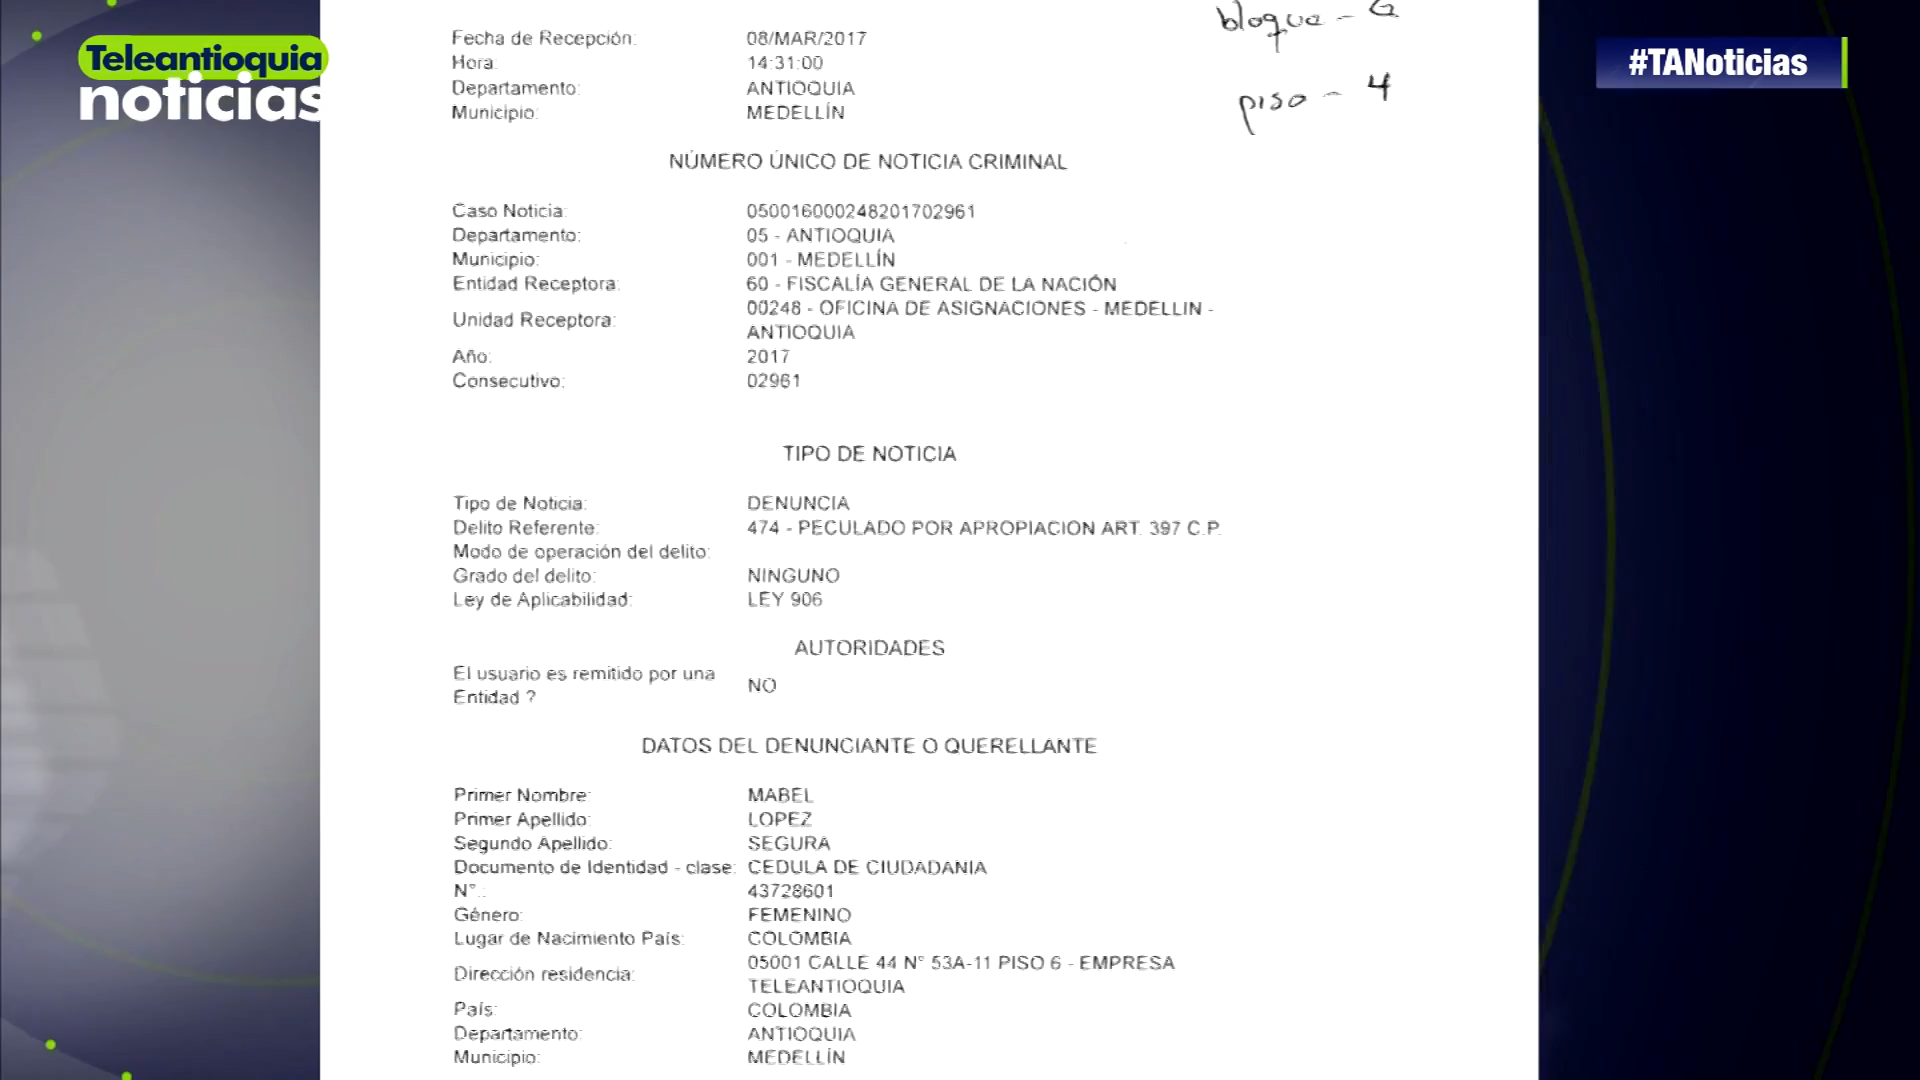 bloque - G
Teleantioquia
noticias
#TANoticias
piso - 4
Fecha de Recepción: 08/MAR/2017
Hora: 14:31:00
Departamento: ANTIOQUIA
Municipio: MEDELLÍN
NÚMERO ÚNICO DE NOTICIA CRIMINAL
Caso Noticia: 050016000248201702961
Departamento: 05 - ANTIOQUIA
Municipio: 001 - MEDELLÍN
Entidad Receptora: 60 - FISCALÍA GENERAL DE LA NACIÓN
Unidad Receptora: 00248 - OFICINA DE ASIGNACIONES - MEDELLIN -
ANTIOQUIA
Año: 2017
Consecutivo: 02961
TIPO DE NOTICIA
Tipo de Noticia: DENUNCIA
Delito Referente: 474 - PECULADO POR APROPIACION ART. 397 C.P.
Modo de operación del delito:
Grado del delito: NINGUNO
Ley de Aplicabilidad: LEY 906
AUTORIDADES
El usuario es remitido por una
Entidad ? NO
DATOS DEL DENUNCIANTE O QUERELLANTE
Primer Nombre: MABEL
Primer Apellido: LOPEZ
Segundo Apellido: SEGURA
Documento de Identidad - clase: CEDULA DE CIUDADANIA
N°.: 43728601
Género: FEMENINO
Lugar de Nacimiento País: COLOMBIA
Dirección residencia: 05001 CALLE 44 N° 53A-11 PISO 6 - EMPRESA
TELEANTIOQUIA
País: COLOMBIA
Departamento: ANTIOQUIA
Municipio: MEDELLÍN